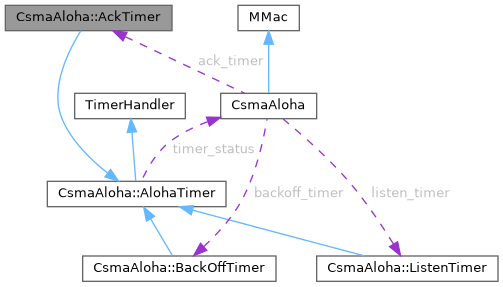 CsmaAloha::AckTimer
MMac
ack_timer
TimerHandler
CsmaAloha
timer_status
CsmaAloha::AlohaTimer
backoff_timer
listen_timer
CsmaAloha::BackOffTimer
CsmaAloha::ListenTimer